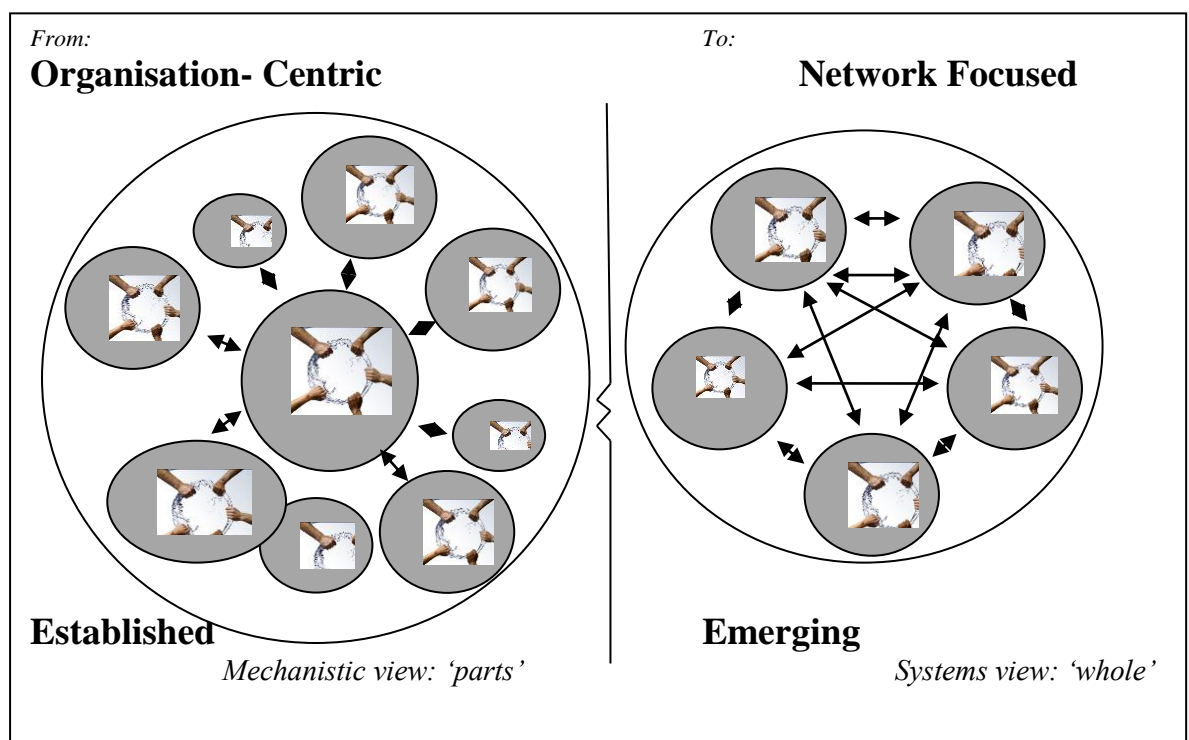 From:
Organisation- Centric
Established
Mechanistic view: ‘parts’
To:
Network Focused
Emerging
Systems view: ‘whole’